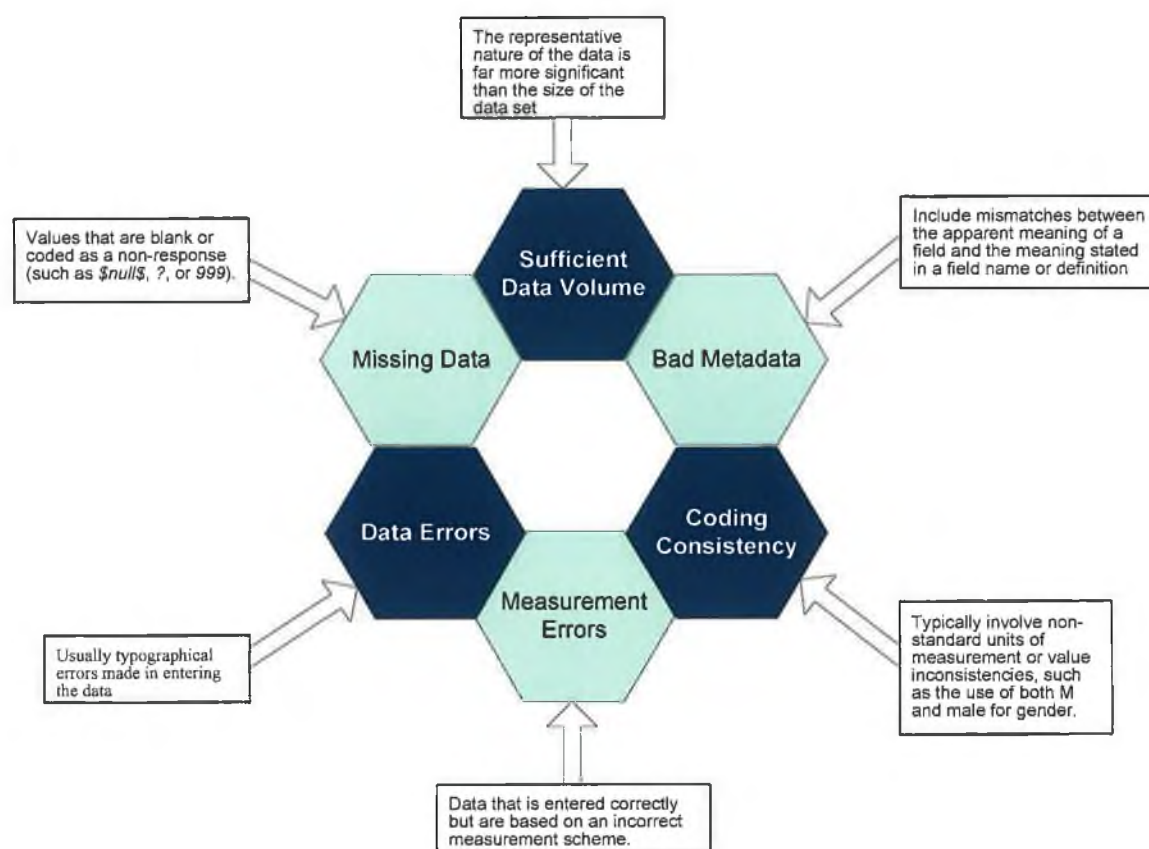 The representative
nature of the data is
far more significant
than the size of the
data set
Sufficient
Data Volume
Include mismatches between
the apparent meaning of a
field and the meaning stated
in a field name or definition
Bad Metadata
Values that are blank or
coded as a non-response
(such as $null$, ?, or 999).
Missing Data
Data Errors
Coding
Consistency
Measurement
Errors
Usually typographical
errors made in entering
the data
Typically involve non-
standard units of
measurement or value
inconsistencies, such
as the use of both M
and male for gender.
Data that is entered correctly
but are based on an incorrect
measurement scheme.